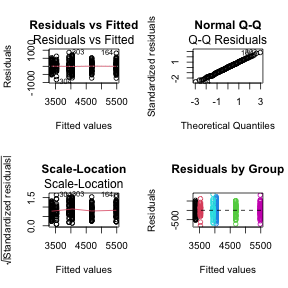 Residuals vs Fitted
Residuals vs Fitted
Residuals
-1000
1000
303
164
3500
4500
5500
Fitted values
Normal Q-Q
Q-Q Residuals
Standardized residuals
-2
1
-3
-1
1
3
Theoretical Quantiles
Scale-Location
Scale-Location
√|Standardized residuals|
0.0
1.5
164
3500
4500
5500
Fitted values
Residuals by Group
Residuals
-500
3500
4500
5500
Fitted values